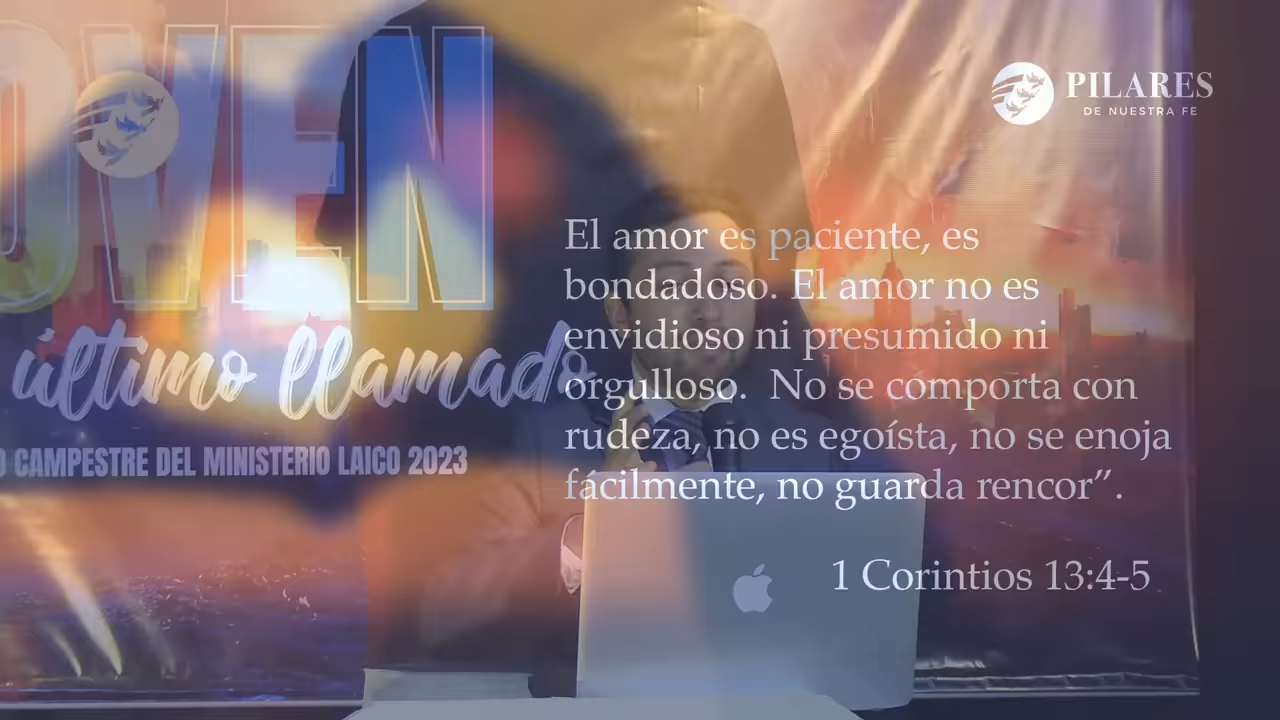 OVEN
último llamado
CAMPESTRE DEL MINISTERIO LAICO 2023
PILARES
DE NUESTRA FE
El amor es paciente, es
bondadoso. El amor no es
envidioso ni presumido ni
orgulloso.  No se comporta con
rudeza, no es egoísta, no se enoja
fácilmente, no guarda rencor”.
1 Corintios 13:4-5